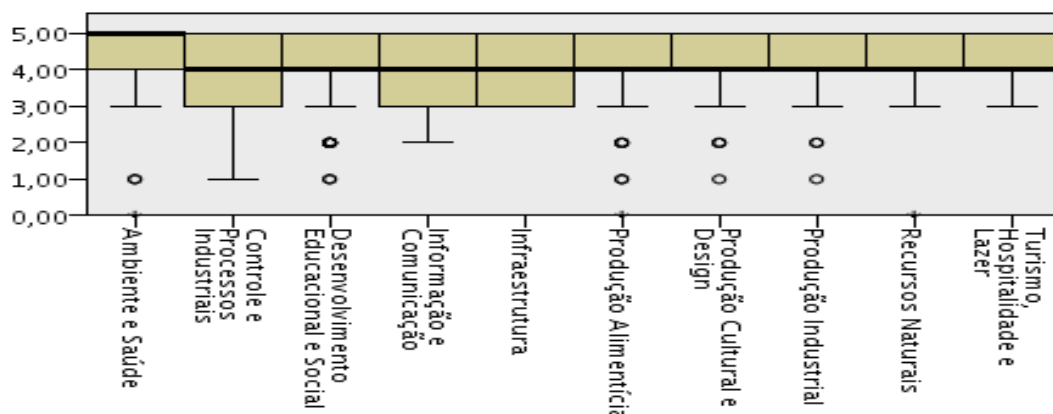 5,00
4,00
3,00
2,00
1,00
0,00
Ambiente e Saúde
Controle e
Processos
Industriais
Desenvolvimento
Educacional e Social
Informação e
Comunicação
Infraestrutura
Produção Alimentícia
Produção Cultural e
Design
Produção Industrial
Recursos Naturais
Turismo,
Hospitalidade e
Lazer